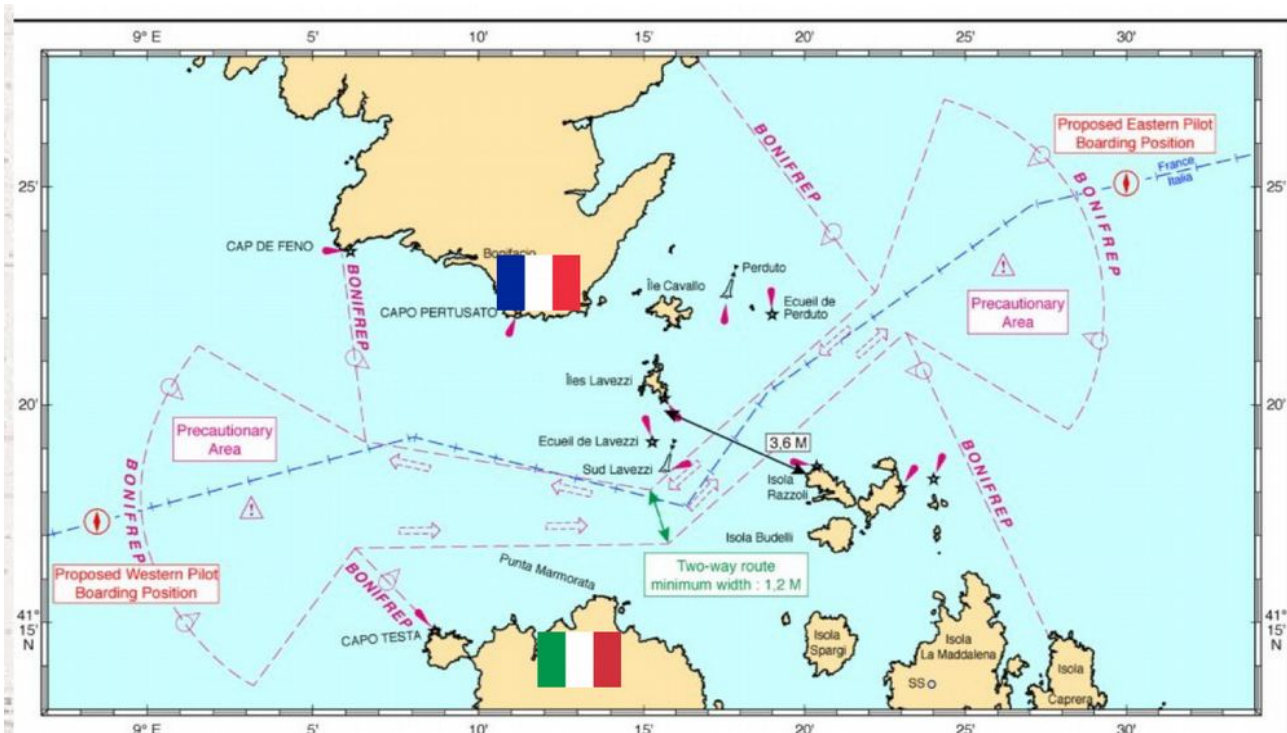 9° E
5'
10'
15'
20'
25'
30'
BONIFREP
Proposed Eastern Pilot
Boarding Position
France
Italia
25'
25'
CAP DE FENO
Bonifacio
Perduto
BONIFREP
BONIFREP
Île Cavallo
Ecueil de
Perduto
Precautionary
Area
CAPO PERTUSATO
Îles Lavezzi
20'
20'
Precautionary
Area
Ecueil de Lavezzi
3,6 M
Sud Lavezzi
Isola
Razzoli
BONIFREP
BONIFREP
Isola Budelli
Proposed Western Pilot
Boarding Position
Punta Marmorata
Two-way route
minimum width : 1,2 M
BONIFREP
41°
15'
N
CAPO TESTA
Isola
Spargi
Isola
La Maddalena
Isola
Caprera
SS
41°
15'
N
9° E
5'
10'
15'
20'
25'
30'